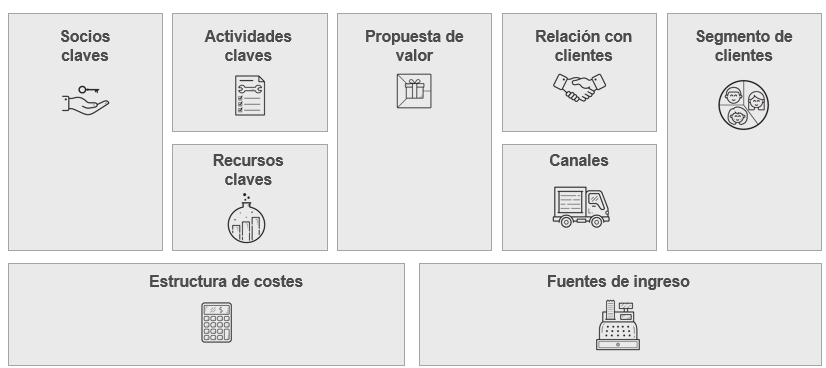 Socios
claves
Actividades
claves
Propuesta de
valor
Relación con
clientes
Segmento de
clientes
Recursos
claves
Canales
Estructura de costes
Fuentes de ingreso